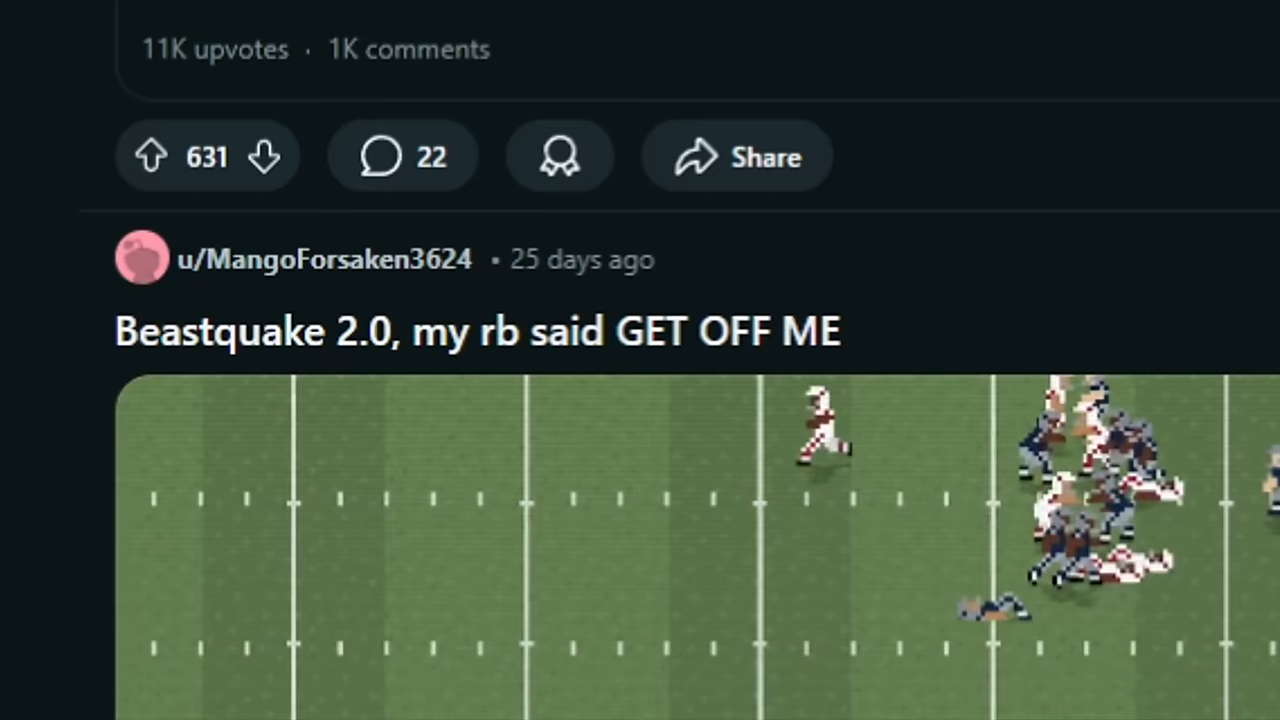 11K upvotes · 1K comments
631 22 Share
u/MangoForsaken3624 • 25 days ago
Beastquake 2.0, my rb said GET OFF ME